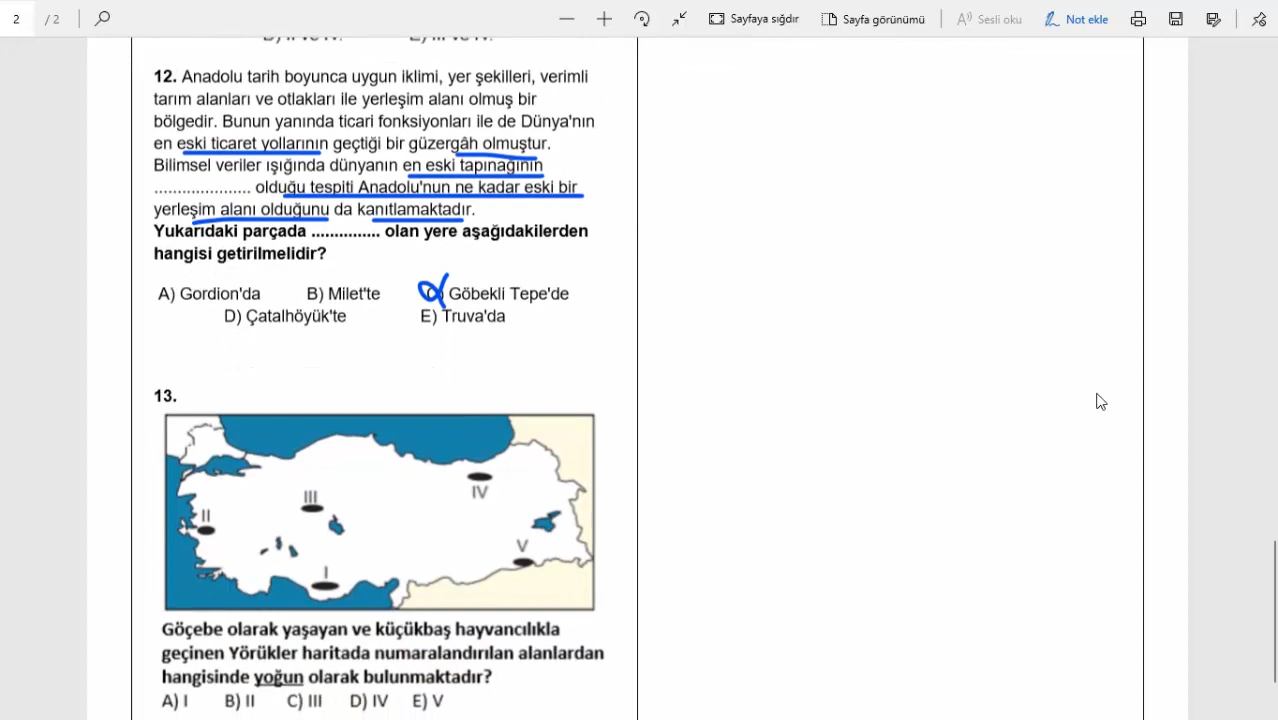 2 / 2
Sayfaya sığdır
Sayfa görünümü
Sesli oku
Not ekle
12. Anadolu tarih boyunca uygun iklimi, yer şekilleri, verimli
tarım alanları ve otlakları ile yerleşim alanı olmuş bir
bölgedir. Bunun yanında ticari fonksiyonları ile de Dünya'nın
en eski ticaret yollarının geçtiği bir güzergâh olmuştur.
Bilimsel veriler ışığında dünyanın en eski tapınağının
..................... olduğu tespiti Anadolu'nun ne kadar eski bir
yerleşim alanı olduğunu da kanıtlamaktadır.
Yukarıdaki parçada ............... olan yere aşağıdakilerden
hangisi getirilmelidir?
A) Gordion'da B) Milet'te C) Göbekli Tepe'de
D) Çatalhöyük'te E) Truva'da
13.
IV
III
II
V
I
Göçebe olarak yaşayan ve küçükbaş hayvancılıkla
geçinen Yörükler haritada numaralandırılan alanlardan
hangisinde yoğun olarak bulunmaktadır?
A) I B) II C) III D) IV E) V